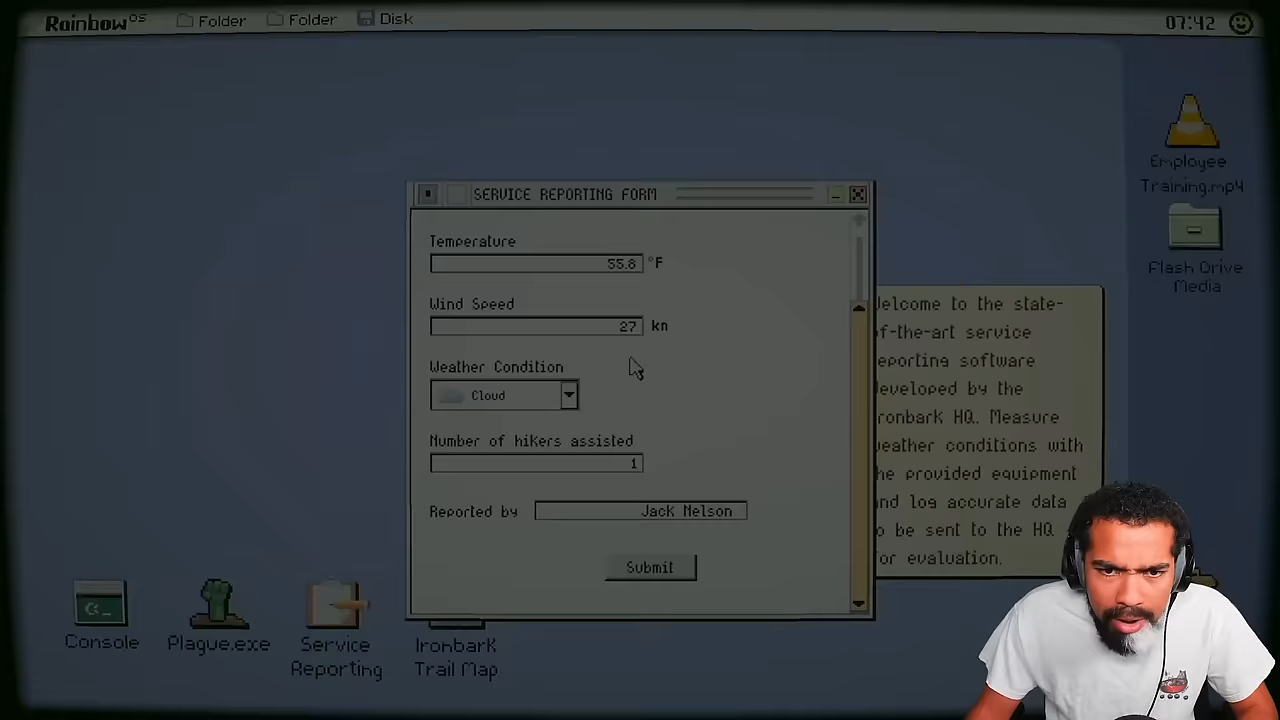 RainbowOS Folder Folder Disk 07:42
Employee
Training.mp4
Flash Drive
Media
SERVICE REPORTING FORM
Temperature
55.8 °F
Wind Speed
27 kn
Weather Condition
Cloud
Number of hikers assisted
1
Reported by Jack Nelson
Submit
elcome to the state-
f-the-art service
eporting software
eveloped by the
ronbark HQ. Measure
eather conditions with
he provided equipment
nd log accurate data
o be sent to the HQ
or evaluation.
Console
Plague.exe
Service
Reporting
Ironbark
Trail Map